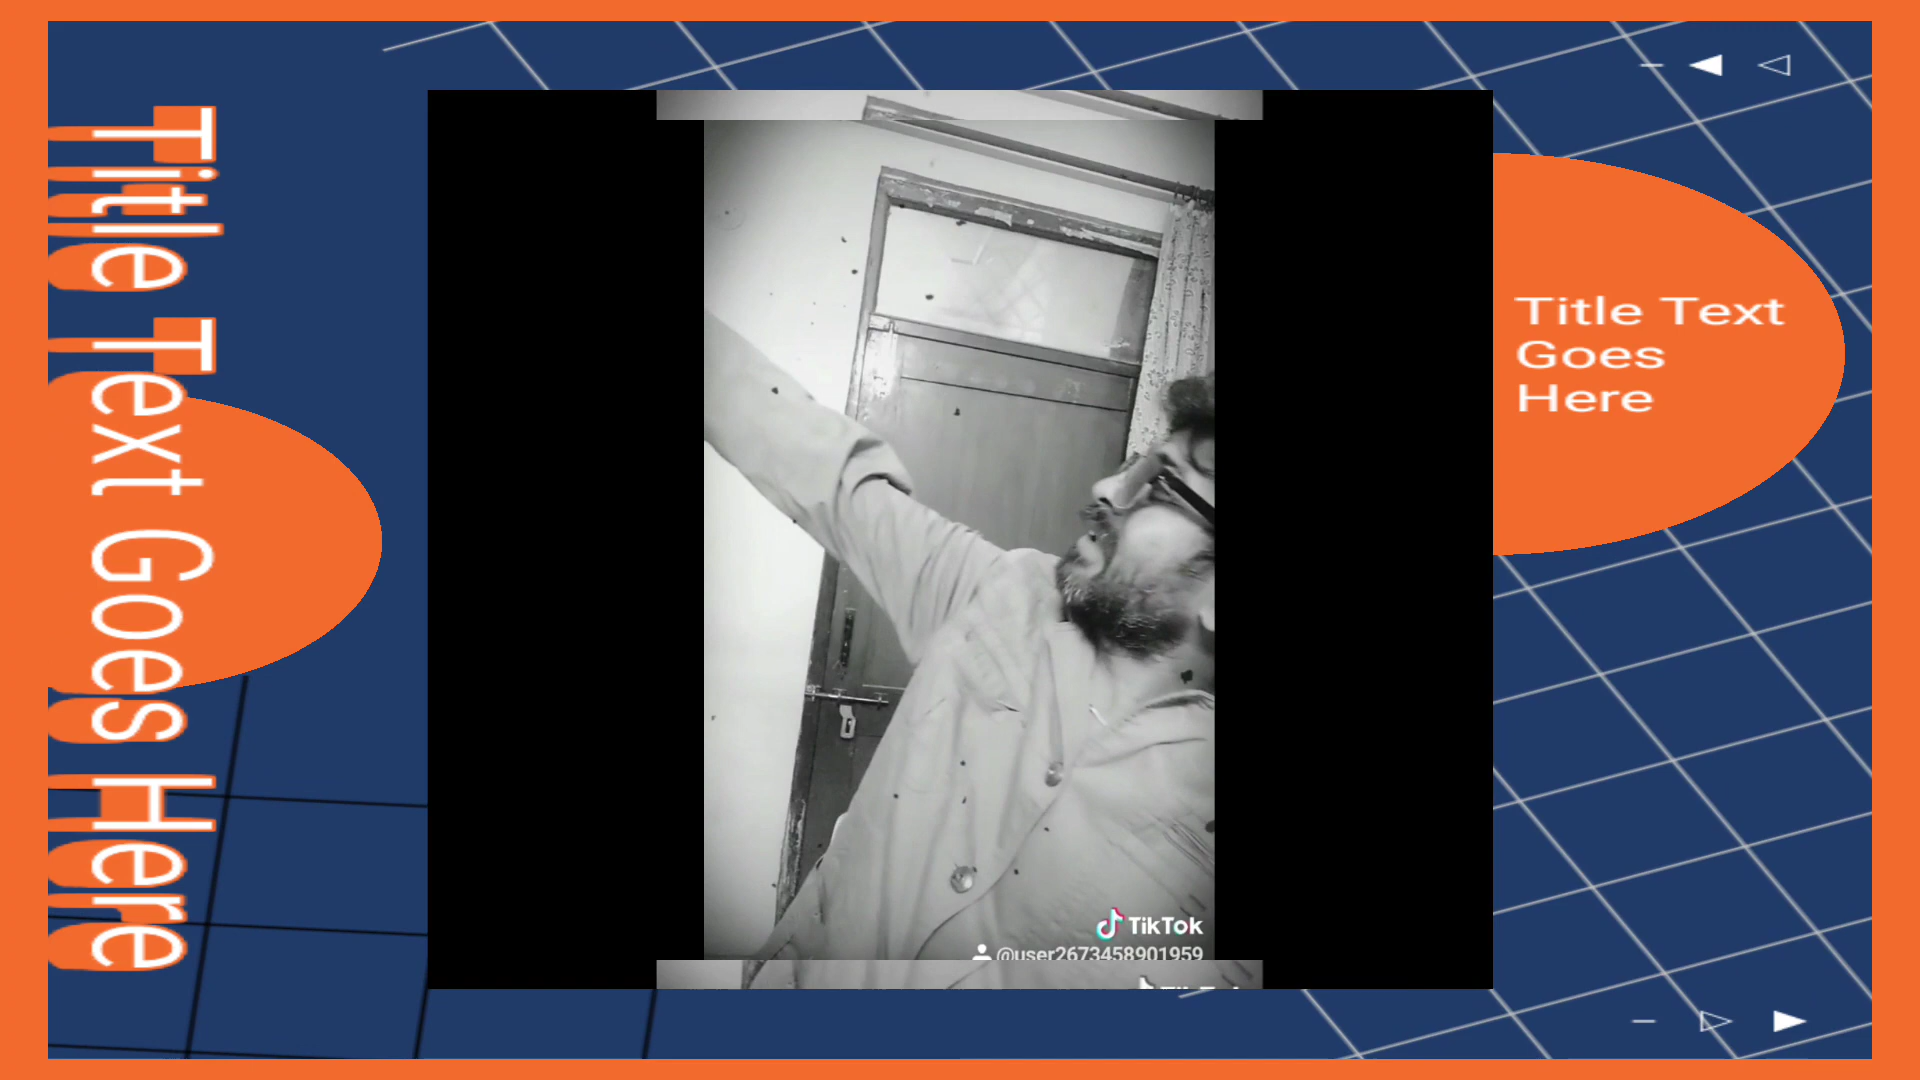 Title Text Goes Here
Title Text
Goes
Here
TikTok
@user2673458901959